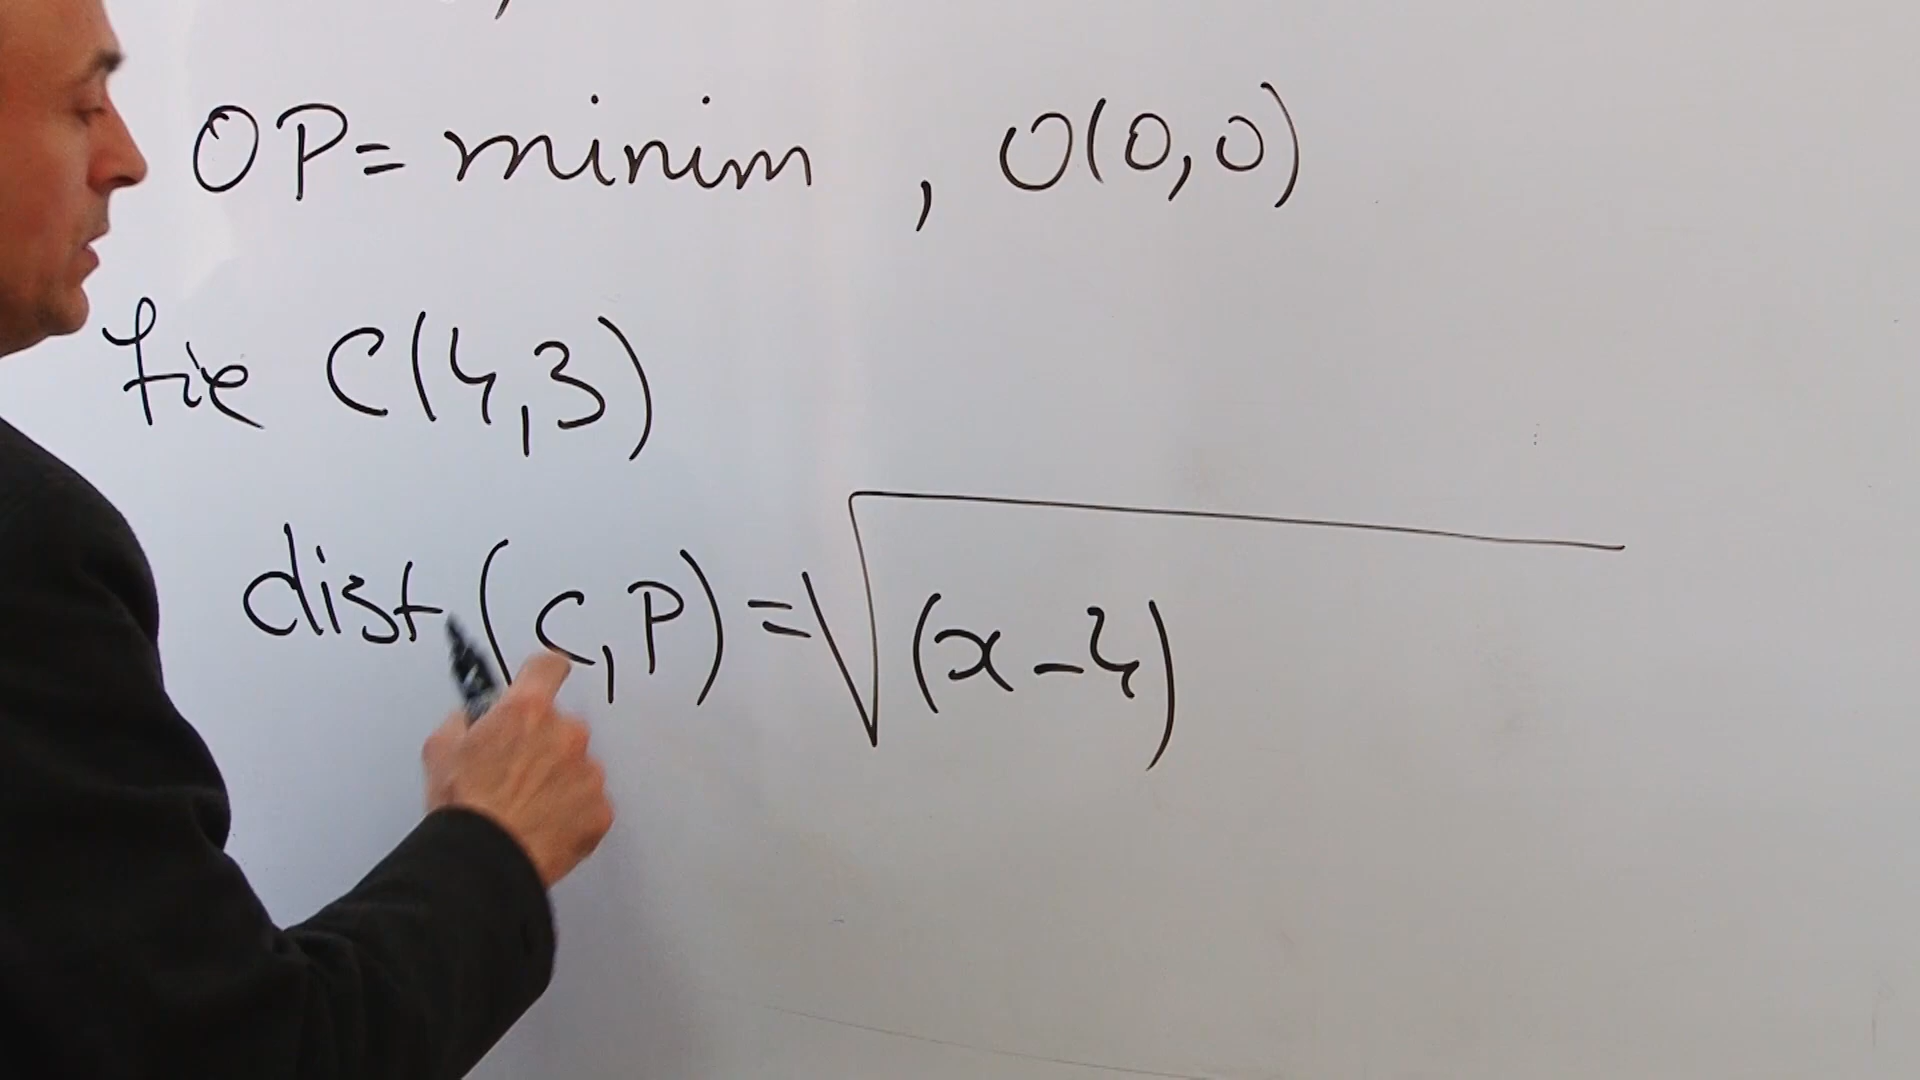 OP = minim , O(0,0)
fie C(4,3)
dist (C,P) = √(x-4)